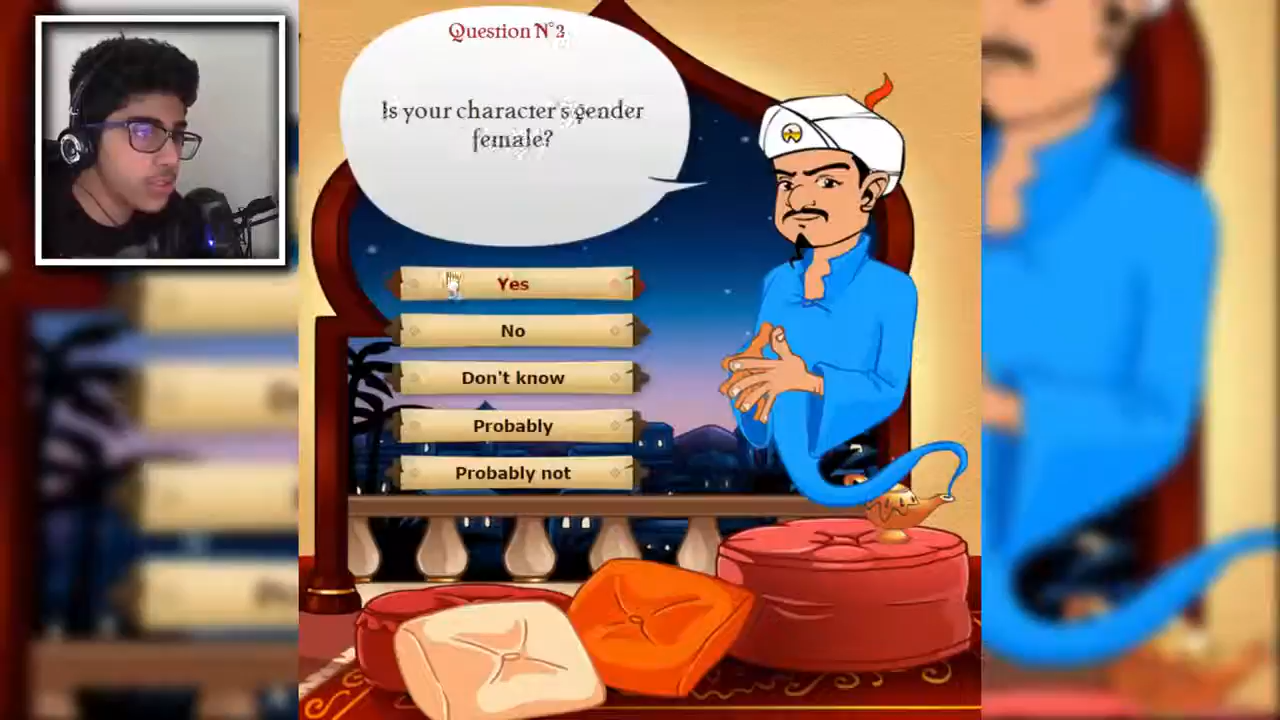 Question N°2
Is your character's gender
female?
Yes
No
Don't know
Probably
Probably not